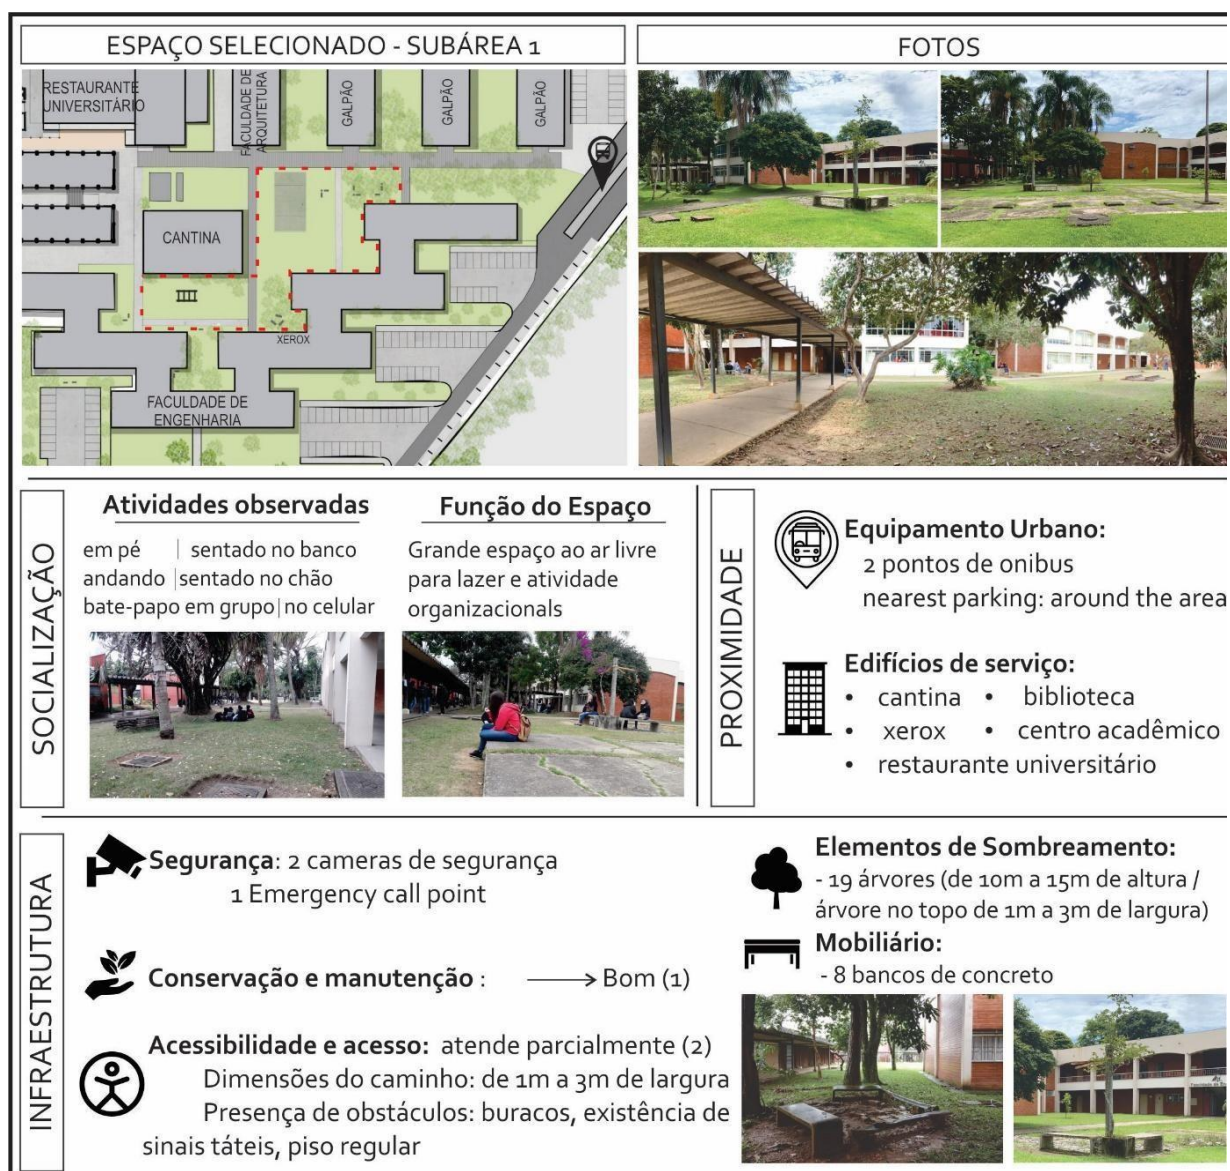 ESPAÇO SELECIONADO - SUBÁREA 1
RESTAURANTE
UNIVERSITÁRIO
FACULDADE DE
ARQUITETURA
GALPÃO
GALPÃO
GALPÃO
CANTINA
XEROX
FACULDADE DE
ENGENHARIA
FOTOS
SOCIALIZAÇÃO
Atividades observadas
em pé | sentado no banco
andando | sentado no chão
bate-papo em grupo | no celular
Função do Espaço
Grande espaço ao ar livre
para lazer e atividade
organizacionals
PROXIMIDADE
Equipamento Urbano:
2 pontos de onibus
nearest parking: around the area
Edifícios de serviço:
• cantina • biblioteca
• xerox • centro acadêmico
• restaurante universitário
INFRAESTRUTURA
Segurança: 2 cameras de segurança
1 Emergency call point
Conservação e manutenção : → Bom (1)
Acessibilidade e acesso: atende parcialmente (2)
Dimensões do caminho: de 1m a 3m de largura
Presença de obstáculos: buracos, existência de
sinais táteis, piso regular
Elementos de Sombreamento:
- 19 árvores (de 10m a 15m de altura /
árvore no topo de 1m a 3m de largura)
Mobiliário:
- 8 bancos de concreto